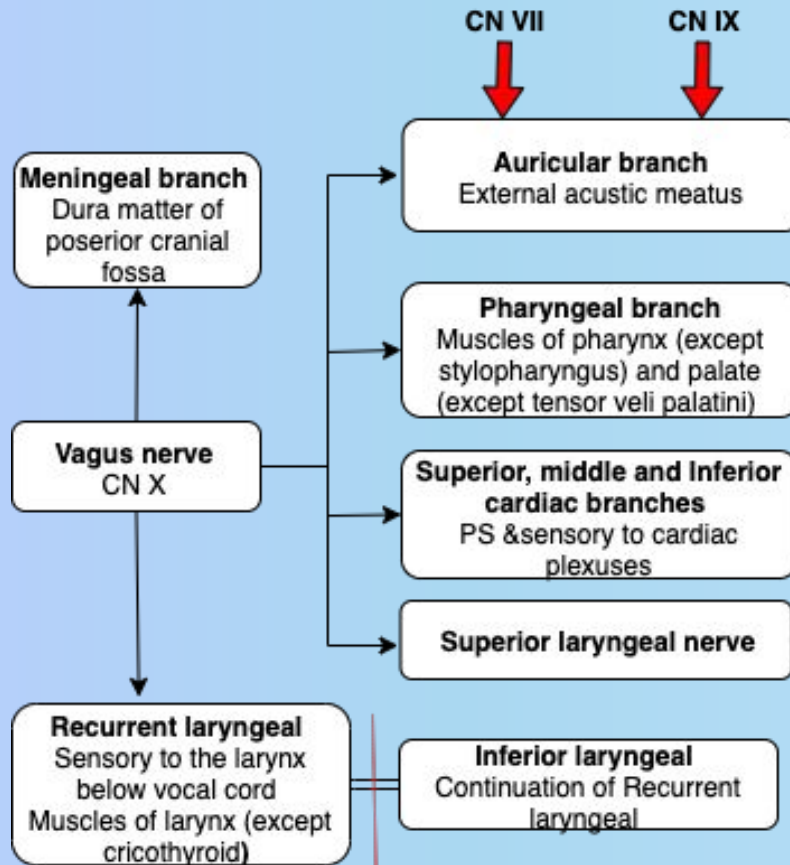 CN VII
CN IX
Auricular branch
External acustic meatus
Meningeal branch
Dura matter of
poserior cranial
fossa
Pharyngeal branch
Muscles of pharynx (except
stylopharyngus) and palate
(except tensor veli palatini)
Vagus nerve
CN X
Superior, middle and Inferior
cardiac branches
PS &sensory to cardiac
plexuses
Superior laryngeal nerve
Recurrent laryngeal
Sensory to the larynx
below vocal cord
Muscles of larynx (except
cricothyroid)
Inferior laryngeal
Continuation of Recurrent
laryngeal